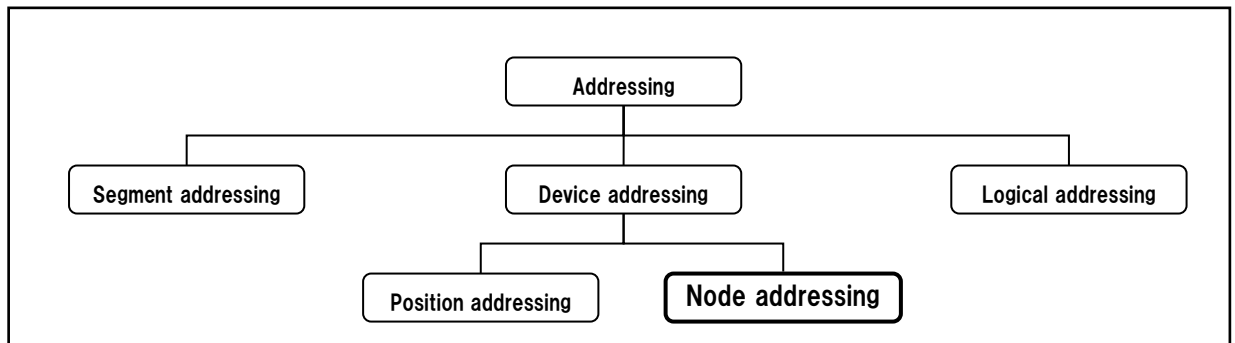 Addressing
Segment addressing
Device addressing
Logical addressing
Position addressing
Node addressing